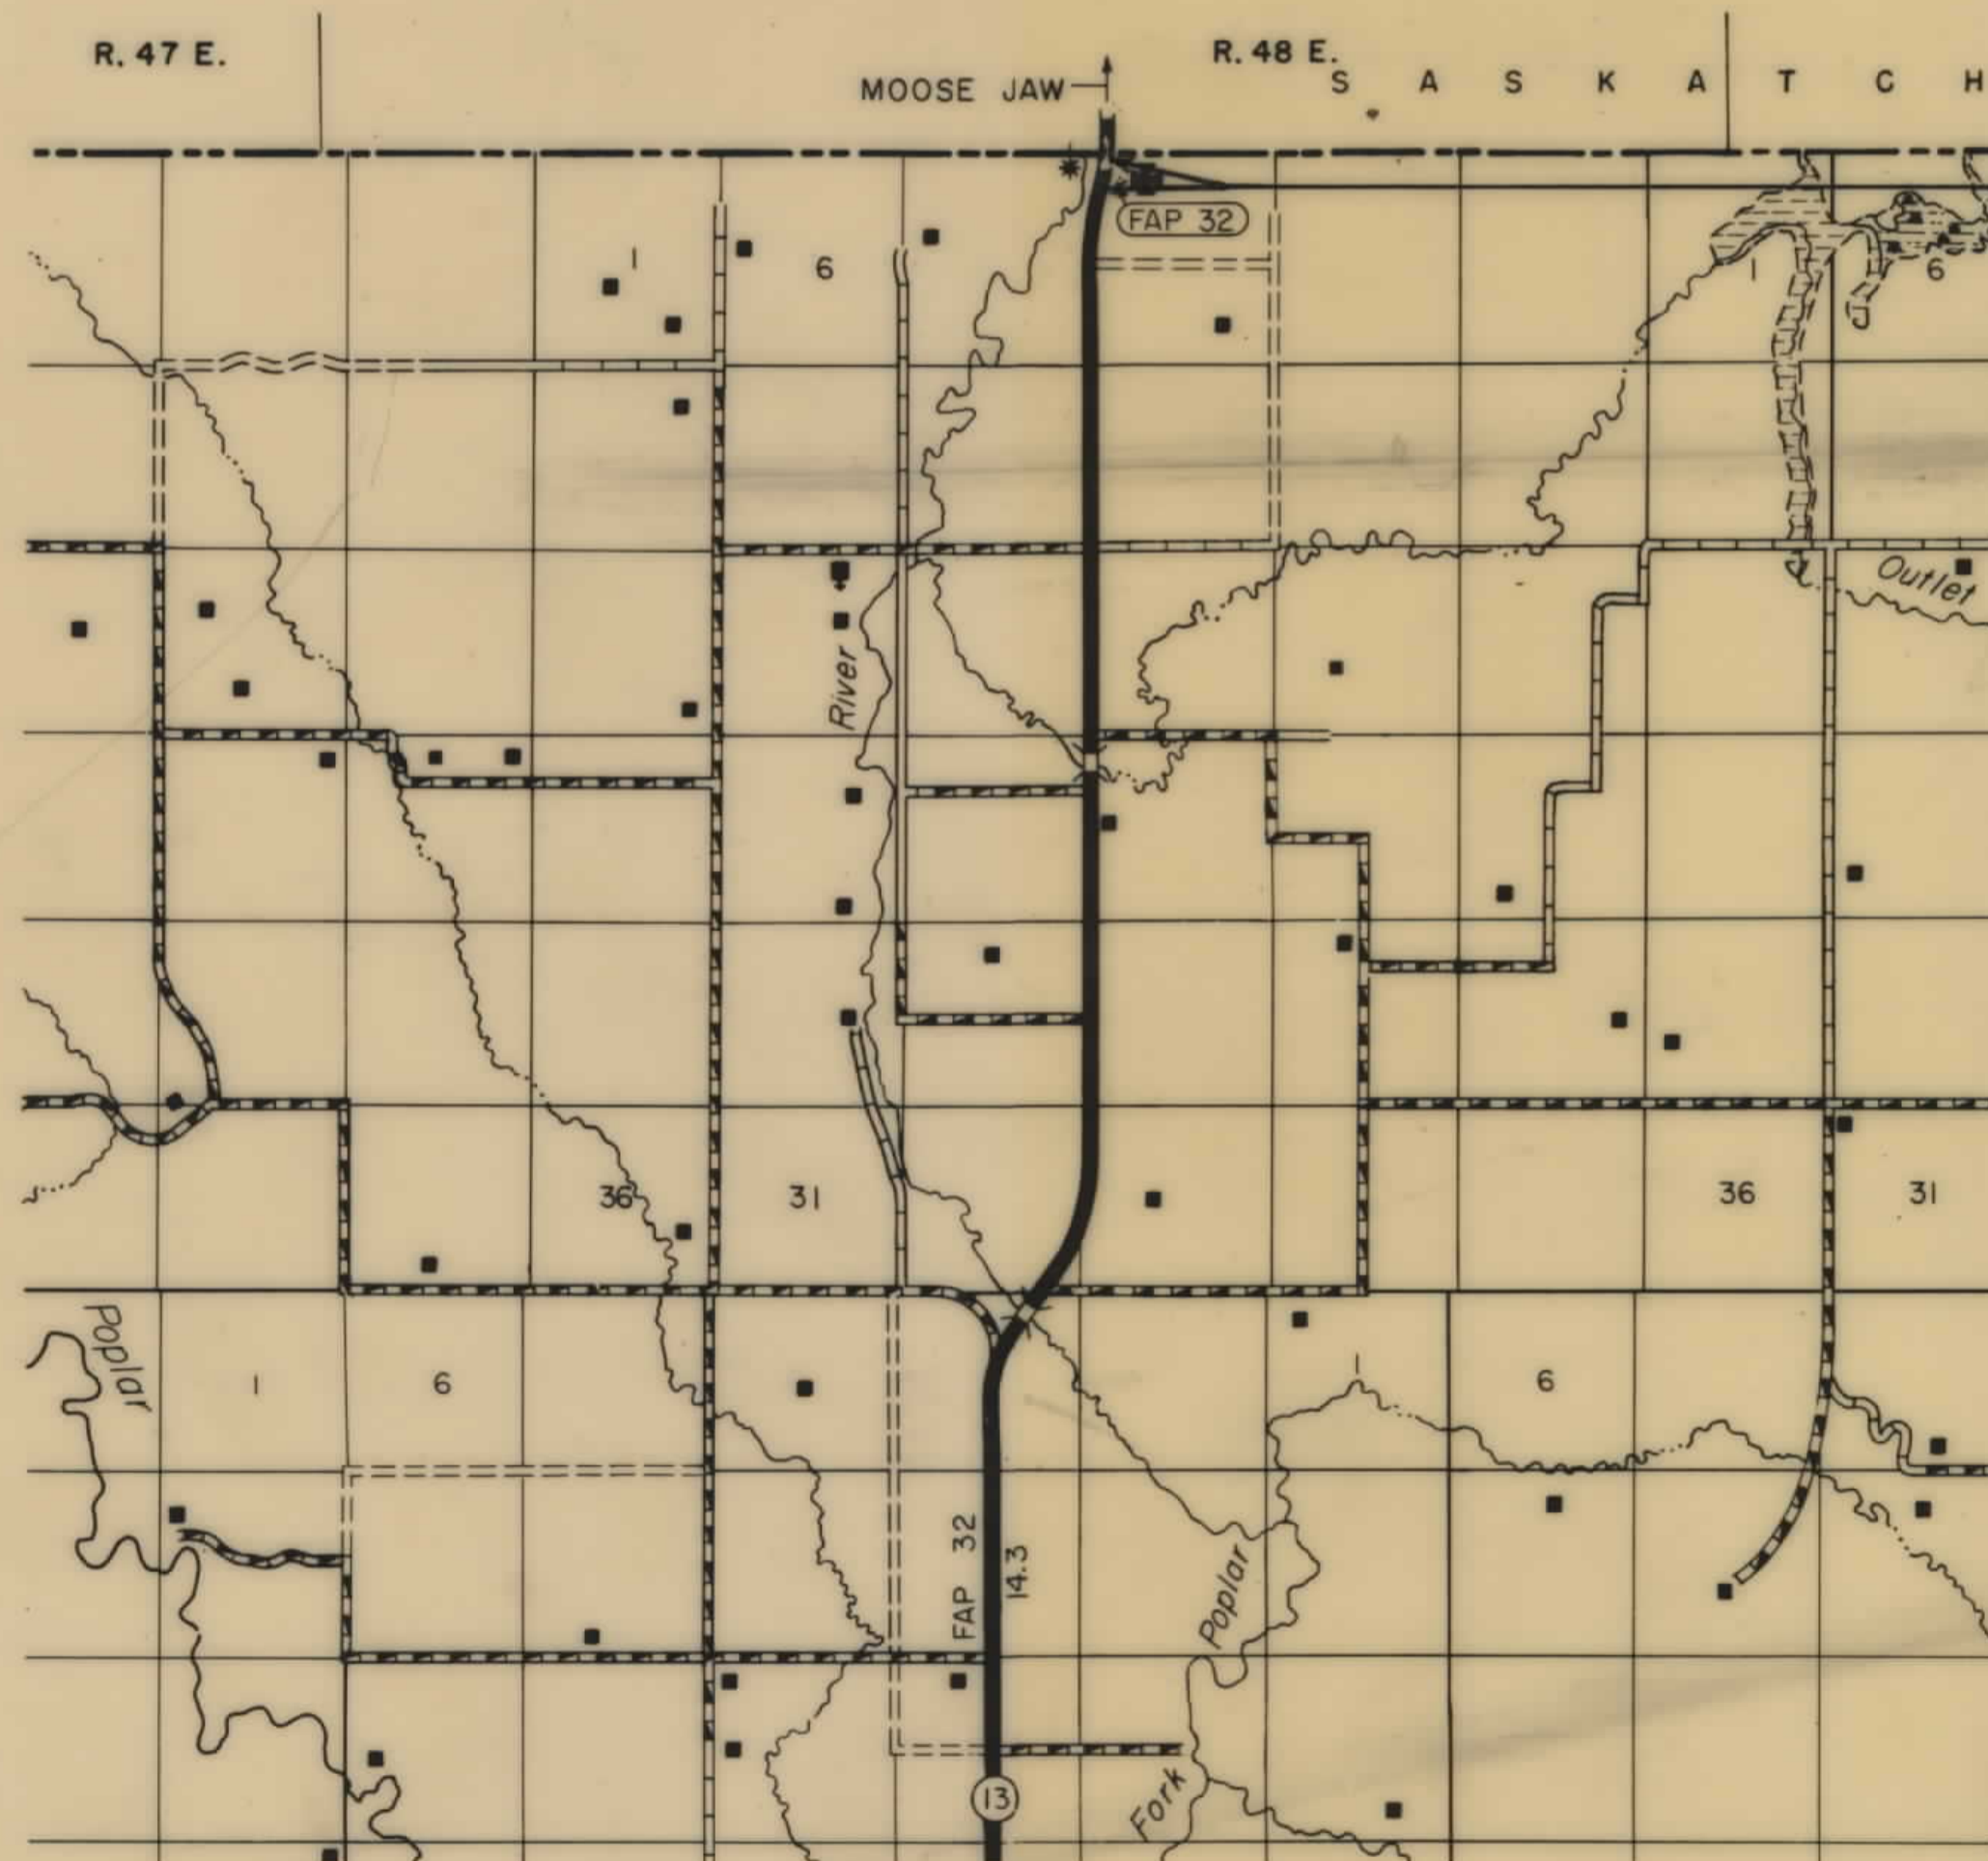 R. 47 E.
R. 48 E.
MOOSE JAW
S A S K A T C H
FAP 32
1
6
1
6
River
Outlet
36
31
36
31
Poplar
1
6
1
6
FAP 32
14.3
Poplar
Fork
13